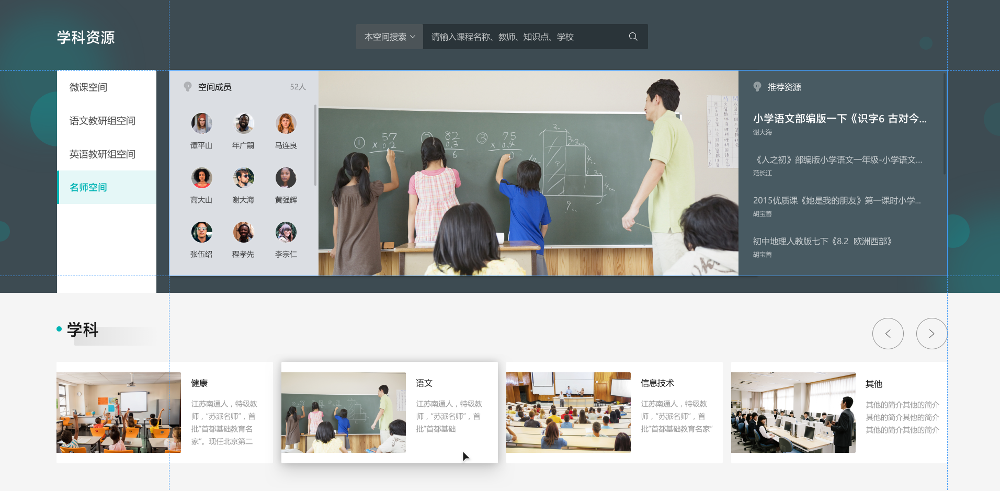 学科资源
本空间搜索
请输入课程名称、教师、知识点、学校
微课空间
语文教研组空间
英语教研组空间
名师空间
空间成员
52人
谭平山
年广嗣
马连良
高大山
谢大海
黄强辉
张伍绍
程孝先
李宗仁
① 57
× 0.2
82
0.3
6
③ 75
× 0.4
0
推荐资源
小学语文部编版一下《识字6 古对今...
谢大海
《人之初》部编版小学语文一年级-小学语文...
范长江
2015优质课《她是我的朋友》第一课时小学...
胡宝善
初中地理人教版七下《8.2 欧洲西部》
胡宝善
学科
健康
江苏南通人，特级教
师，“苏派名师”，首
批“首都基础教育名
家”。现任北京第二
语文
江苏南通人，特级教
师，“苏派名师”，首
批“首都基础
信息技术
江苏南通人，特级教
师，“苏派名师”，首
批“首都基础教育名家”
其他
其他的简介其他的简介
其他的简介其他的简介
其他的简介其他的简介